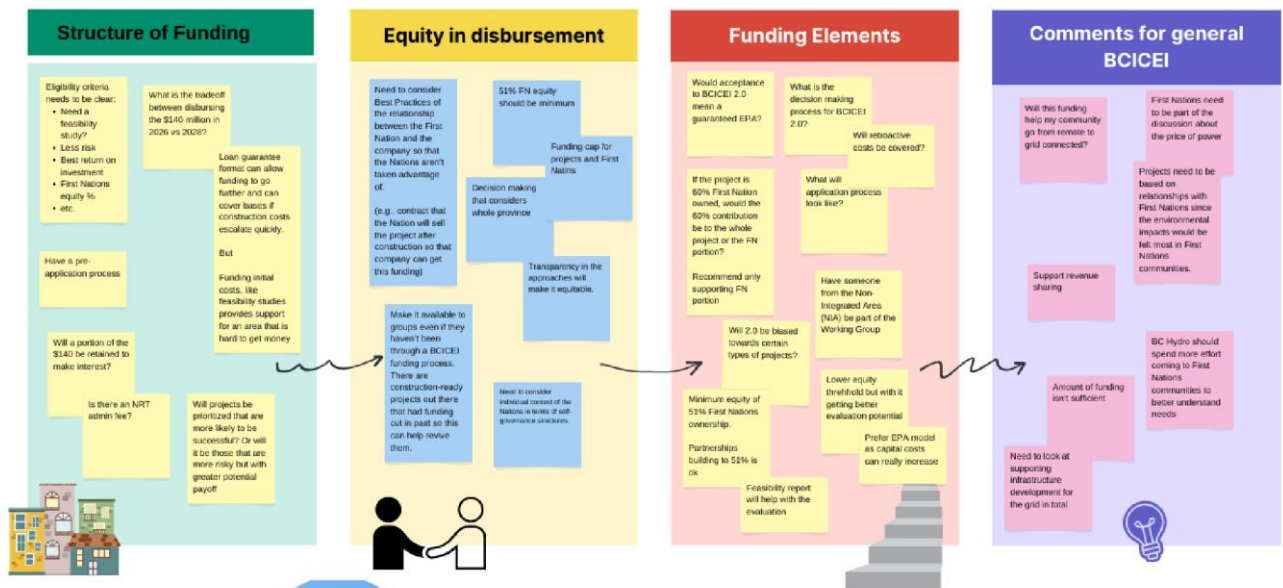 Structure of Funding
Eligibility criteria
needs to be clear:
• Need a
feasibility
study?
• Less risk
• Best return on
investment
• First Nations
equity %
• etc.
What is the tradeoff
between disbursing
the $140 million in
2026 vs 2028?
Loan guarantee
format can allow
funding to go
further and can
cover bases if
construction costs
escalate quickly.
But
Funding initial
costs, like
feasibility studies
provides support
for an area that is
hard to get money
Have a pre-
application process
Will a portion of the
$140 be retained to
make interest?
Is there an NRT
admin fee?
Will projects be
prioritized that are
more likely to be
successful? Or will
it be those that are
more risky but with
greater potential
payoff
Equity in disbursement
Need to consider
Best Practices of
the relationship
between the First
Nation and the
company so that
the Nations aren't
taken advantage
of.
(e.g., contract that
the Nation will sell
the project after
construction so that
company can get
this funding)
51% FN equity
should be minimum
Funding cap for
projects and First
Natins
Decision making
that considers
whole province
Transparency in the
approaches will
make it equitable.
Make it available to
groups even if they
haven't been
through a BCICEI
funding process.
There are
construction-ready
projects out there
that had funding
cut in past so this
can help revive
them.
Need to consider
individual context of the
Nations in terms of self-
governance structures.
Funding Elements
Would acceptance
to BCICEI 2.0
mean a
guaranteed EPA?
What is the
decision making
process for BCICEI
2.0?
Will retroactive
costs be covered?
If the project is
60% First Nation
owned, would the
60% contribution
be to the whole
project or the FN
portion?
Recommend only
supporting FN
portion
What will
application process
look like?
Have someone
from the Non-
Integrated Area
(NIA) be part of the
Working Group
Will 2.0 be biased
towards certain
types of projects?
Minimum equity of
51% First Nations
ownership.
Partnerships
building to 51% is
ok
Lower equity
threhhold but with it
getting better
evaluation potential
Prefer EPA model
as capital costs
can really increase
Feasibility report
will help with the
evaluation
Comments for general
BCICEI
Will this funding
help my community
go from remote to
grid connected?
First Nations need
to be part of the
discussion about
the price of power
Projects need to be
based on
relationships with
First Nations since
the environmental
impacts would be
felt most in First
Nations
communities.
Support revenue
sharing
BC Hydro should
spend more effort
coming to First
Nations
communities to
better understand
needs
Amount of funding
isn't sufficient
Need to look at
supporting
infrastructure
development for
the grid in total